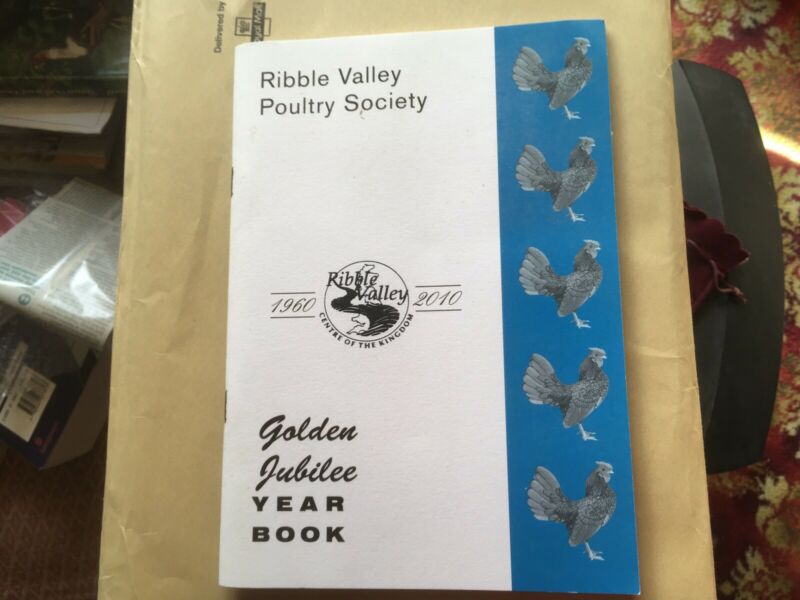 Delivered by
Ribble Valley
Poultry Society
1960
Ribble
Valley
2010
CENTRE OF THE KINGDOM
Golden
Jubilee
YEAR
BOOK